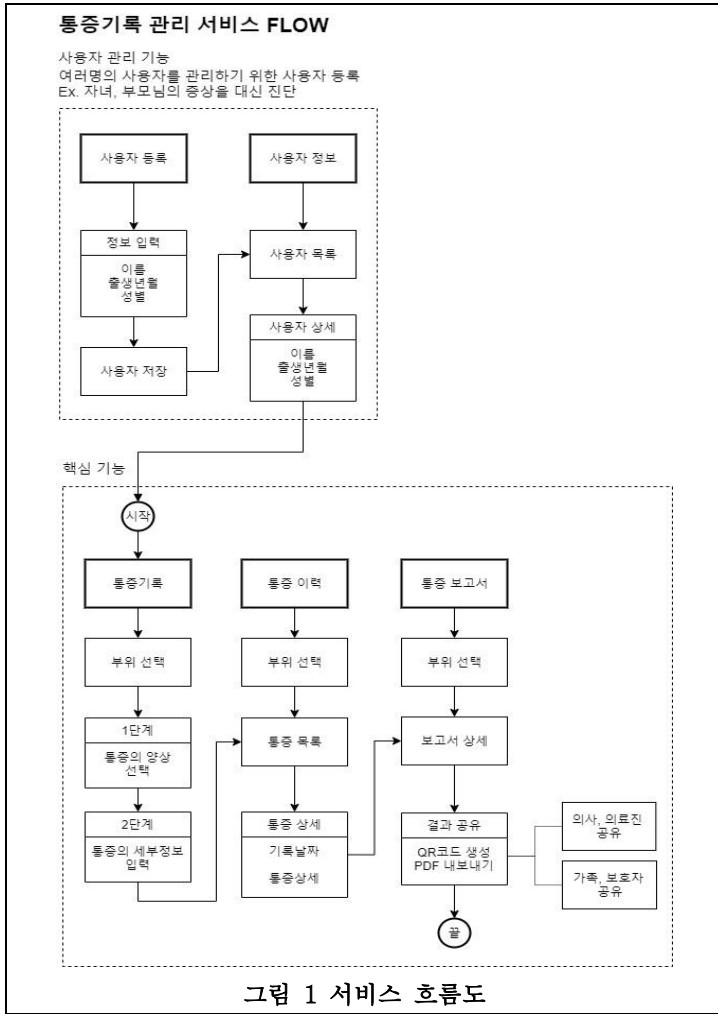 통증기록 관리 서비스 FLOW
사용자 관리 기능
여러명의 사용자를 관리하기 위한 사용자 등록
Ex. 자녀, 부모님의 증상을 대신 진단
사용자 등록
사용자 정보
정보 입력
이름
출생년월
성별
사용자 목록
사용자 저장
사용자 상세
이름
출생년월
성별
핵심 기능
시작
통증기록
통증 이력
통증 보고서
부위 선택
부위 선택
부위 선택
1단계
통증의 양상
선택
통증 목록
보고서 상세
2단계
통증의 세부정보
입력
통증 상세
기록날짜
통증상세
결과 공유
QR코드 생성
PDF 내보내기
의사, 의료진
공유
가족, 보호자
공유
끝
그림 1 서비스 흐름도